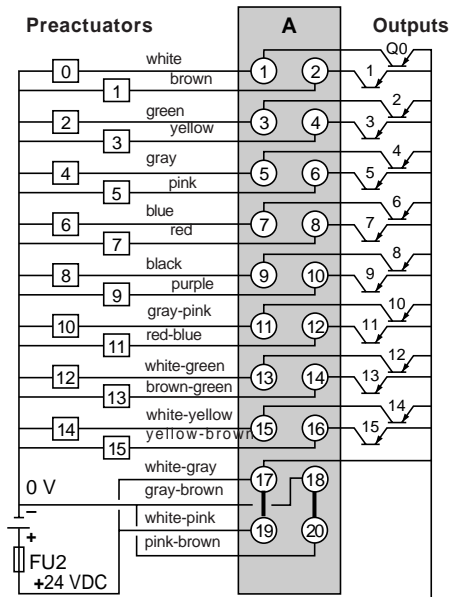 Preactuators A Outputs
white Q0
0 1 2
brown 1
1
green 2
2 3 4
yellow 3
3
gray 4
4 5 6
pink 5
5
blue 6
6 7 8
red 7
7
black 8
8 9 10
purple 9
9
gray-pink 10
10 11 12
red-blue 11
11
white-green 12
12 13 14
brown-green 13
13
white-yellow 14
14 15 16
yellow-brown 15
15
white-gray 17 18
0 V gray-brown
−
white-pink 19 20
+ pink-brown
FU2
+24 VDC